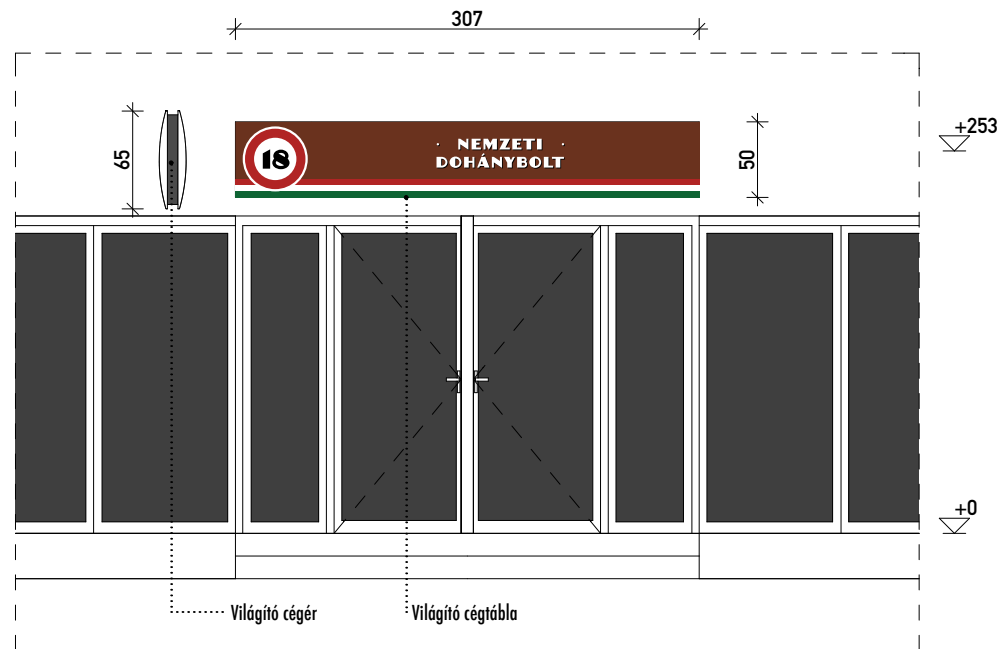 307
65
18
· NEMZETI ·
DOHÁNYBOLT
50
+253
+0
Világító cégér
Világító cégtábla